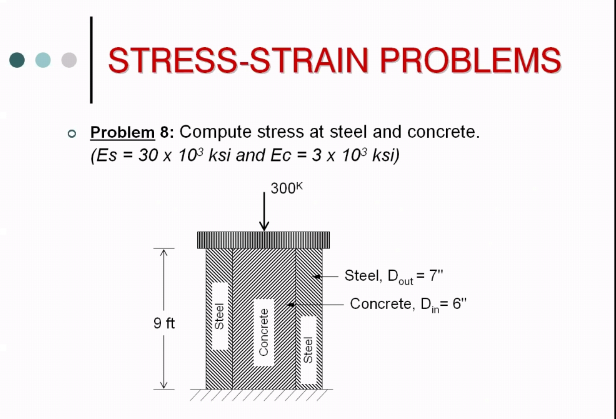 STRESS-STRAIN PROBLEMS
Problem 8: Compute stress at steel and concrete.
(Es = 30 x 10³ ksi and Ec = 3 x 10³ ksi)
300ᴷ
Steel, Dout = 7"
Concrete, Din= 6"
9 ft
Steel
Concrete
Steel